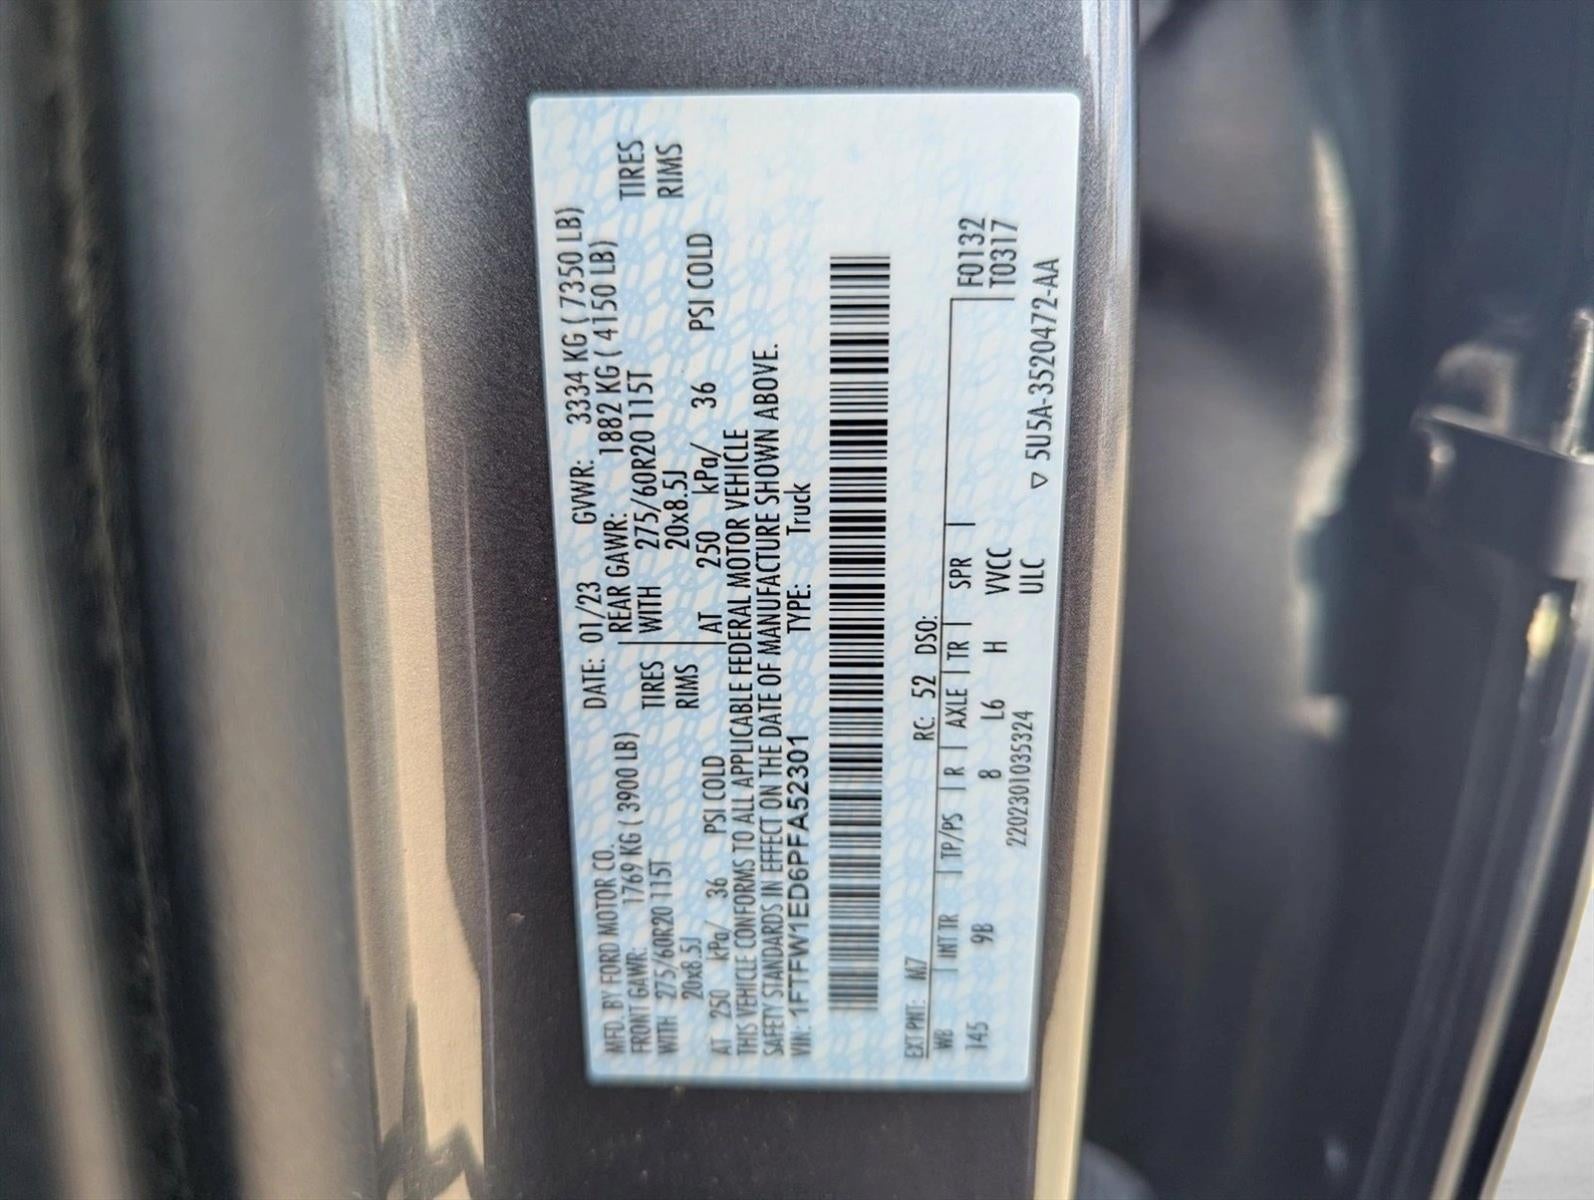 MFD. BY FORD MOTOR CO. DATE: 01/23 GVWR: 3334 KG ( 7350 LB)
FRONT GAWR: 1769 KG ( 3900 LB) REAR GAWR: 1882 KG ( 4150 LB)
WITH 275/60R20 115T TIRES WITH 275/60R20 115T TIRES
20x8.5J RIMS 20x8.5J RIMS
AT 250 kPa/ 36 PSI COLD AT 250 kPa/ 36 PSI COLD
THIS VEHICLE CONFORMS TO ALL APPLICABLE FEDERAL MOTOR VEHICLE
SAFETY STANDARDS IN EFFECT ON THE DATE OF MANUFACTURE SHOWN ABOVE.
VIN: 1FTFW1ED6PFA52301 TYPE: Truck
EXT PNT: M7 RC: 52 DSO:
WB | INT TR | TP/PS | R | AXLE | TR | SPR | F0132
145 9B 8 L6 H VVCC T0317
2202301035324 ULC
▽ 5U5A-3520472-AA